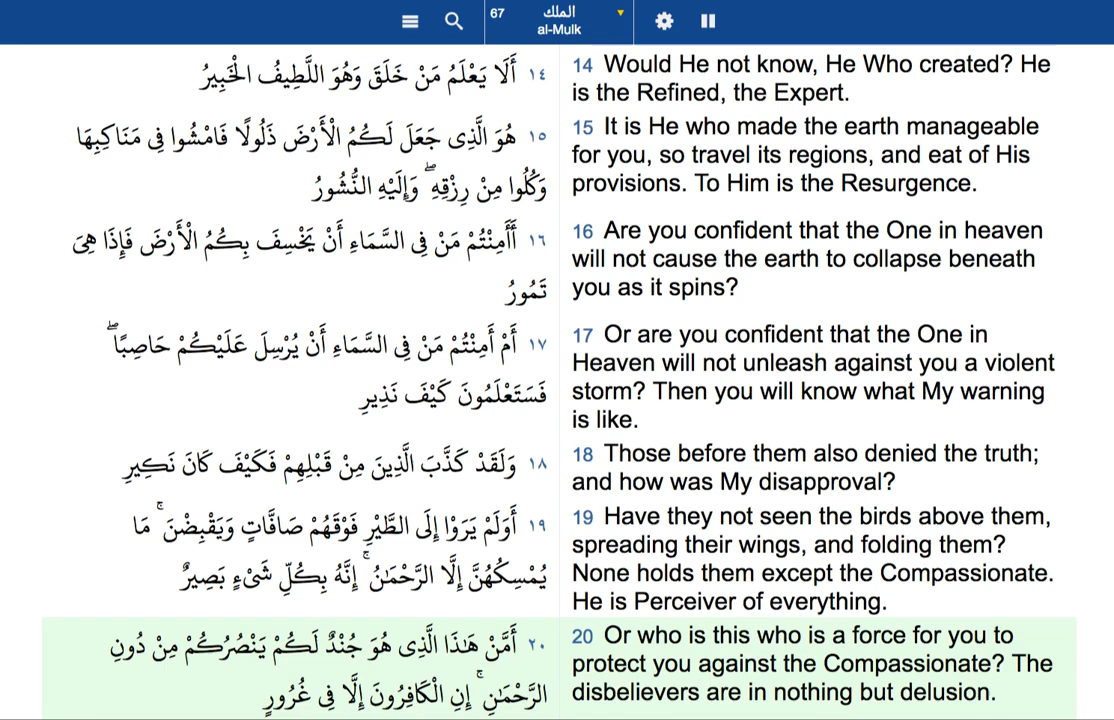 67
الملك
al-Mulk
١٤ أَلَا يَعْلَمُ مَنْ خَلَقَ وَهُوَ اللَّطِيفُ الْخَبِيرُ
14 Would He not know, He Who created? He
is the Refined, the Expert.
١٥ هُوَ الَّذِى جَعَلَ لَكُمُ الْأَرْضَ ذَلُولًا فَامْشُوا فِى مَنَاكِبِهَا
وَكُلُوا مِنْ رِزْقِهِ ۖ وَإِلَيْهِ النُّشُورُ
15 It is He who made the earth manageable
for you, so travel its regions, and eat of His
provisions. To Him is the Resurgence.
١٦ أَأَمِنْتُمْ مَنْ فِى السَّمَاءِ أَنْ يَخْسِفَ بِكُمُ الْأَرْضَ فَإِذَا هِىَ
تَمُورُ
16 Are you confident that the One in heaven
will not cause the earth to collapse beneath
you as it spins?
١٧ أَمْ أَمِنْتُمْ مَنْ فِى السَّمَاءِ أَنْ يُرْسِلَ عَلَيْكُمْ حَاصِبًا ۖ
فَسَتَعْلَمُونَ كَيْفَ نَذِيرِ
17 Or are you confident that the One in
Heaven will not unleash against you a violent
storm? Then you will know what My warning
is like.
١٨ وَلَقَدْ كَذَّبَ الَّذِينَ مِنْ قَبْلِهِمْ فَكَيْفَ كَانَ نَكِيرِ
18 Those before them also denied the truth;
and how was My disapproval?
١٩ أَوَلَمْ يَرَوْا إِلَى الطَّيْرِ فَوْقَهُمْ صَافَّاتٍ وَيَقْبِضْنَ ۚ مَا
يُمْسِكُهُنَّ إِلَّا الرَّحْمَٰنُ ۚ إِنَّهُ بِكُلِّ شَىْءٍ بَصِيرٌ
19 Have they not seen the birds above them,
spreading their wings, and folding them?
None holds them except the Compassionate.
He is Perceiver of everything.
٢٠ أَمَّنْ هَٰذَا الَّذِى هُوَ جُنْدٌ لَكُمْ يَنْصُرُكُمْ مِنْ دُونِ
الرَّحْمَٰنِ ۚ إِنِ الْكَافِرُونَ إِلَّا فِى غُرُورٍ
20 Or who is this who is a force for you to
protect you against the Compassionate? The
disbelievers are in nothing but delusion.